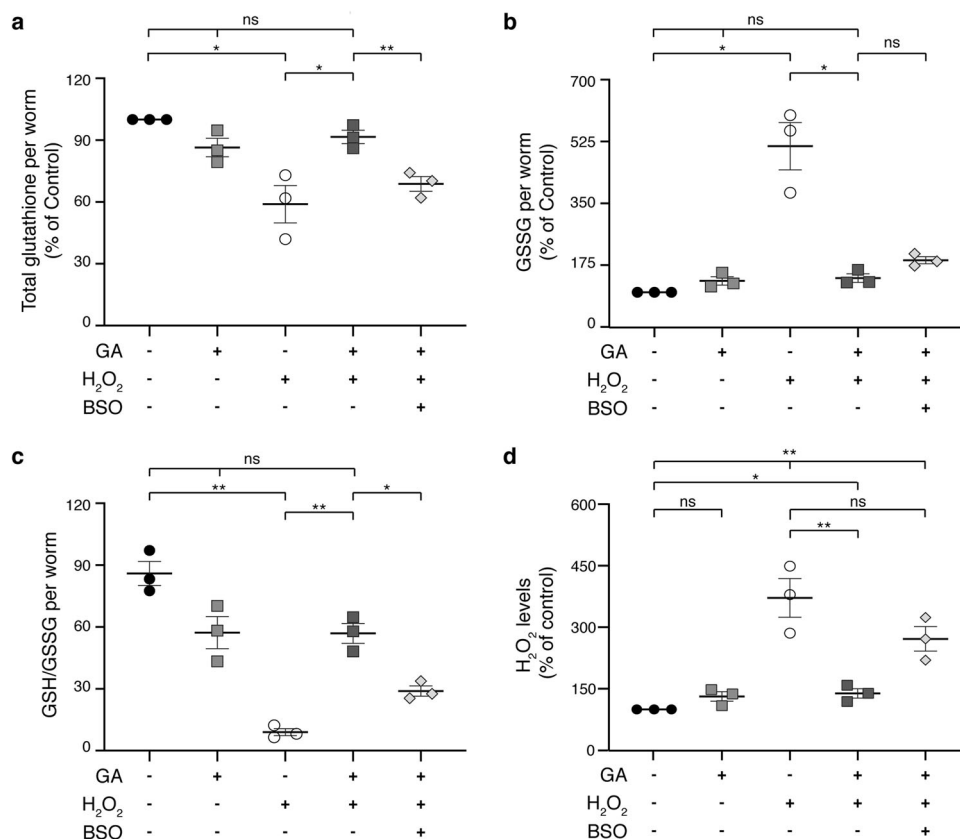 a
ns
* **
*
Total glutathione per worm
(% of Control)
120
90
60
30
0
GA - + - + +
H₂O₂ - - + + +
BSO - - - - +
b
ns
* ns
*
GSSG per worm
(% of Control)
700
525
350
175
0
GA - + - + +
H₂O₂ - - + + +
BSO - - - - +
c
ns
** *
**
GSH/GSSG per worm
120
90
60
30
0
GA - + - + +
H₂O₂ - - + + +
BSO - - - - +
d
**
*
ns ns
**
H₂O₂ levels
(% of control)
600
450
300
150
0
GA - + - + +
H₂O₂ - - + + +
BSO - - - - +